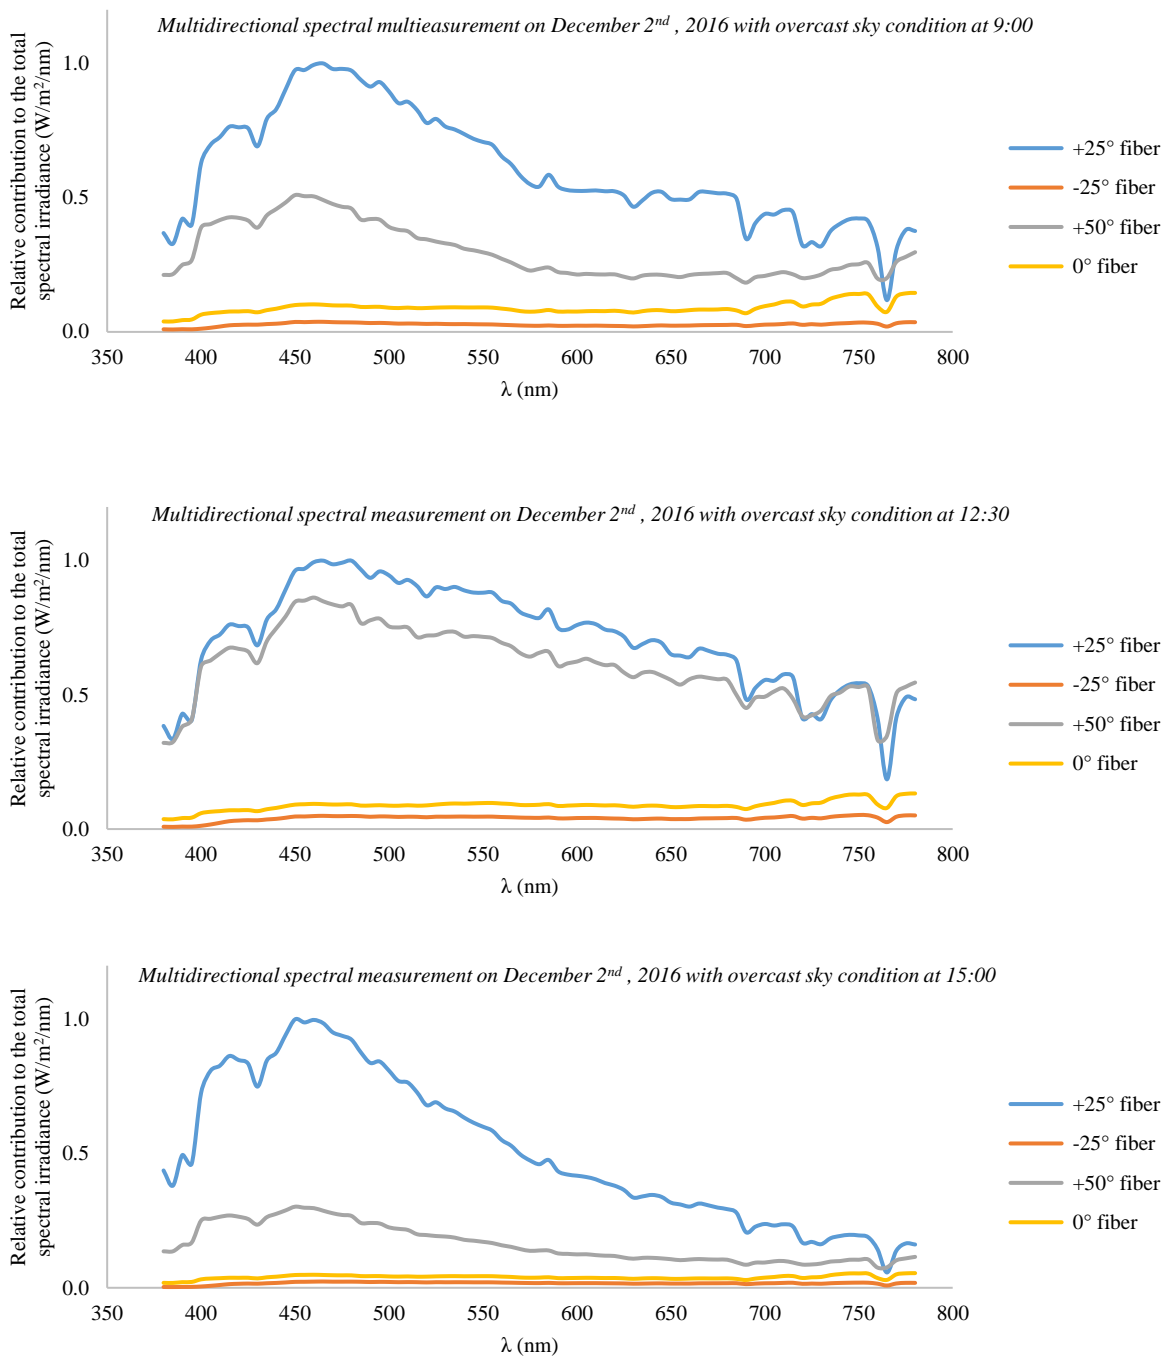 Multidirectional spectral multieasurement on December 2nd , 2016 with overcast sky condition at 9:00
Relative contribution to the total
spectral irradiance (W/m²/nm)
1.0
0.5
0.0
350 400 450 500 550 600 650 700 750 800
λ (nm)
+25° fiber
-25° fiber
+50° fiber
0° fiber
Multidirectional spectral measurement on December 2nd , 2016 with overcast sky condition at 12:30
Relative contribution to the total
spectral irradiance (W/m²/nm)
1.0
0.5
0.0
350 400 450 500 550 600 650 700 750 800
λ (nm)
+25° fiber
-25° fiber
+50° fiber
0° fiber
Multidirectional spectral measurement on December 2nd , 2016 with overcast sky condition at 15:00
Relative contribution to the total
spectral irradiance (W/m²/nm)
1.0
0.5
0.0
350 400 450 500 550 600 650 700 750 800
λ (nm)
+25° fiber
-25° fiber
+50° fiber
0° fiber